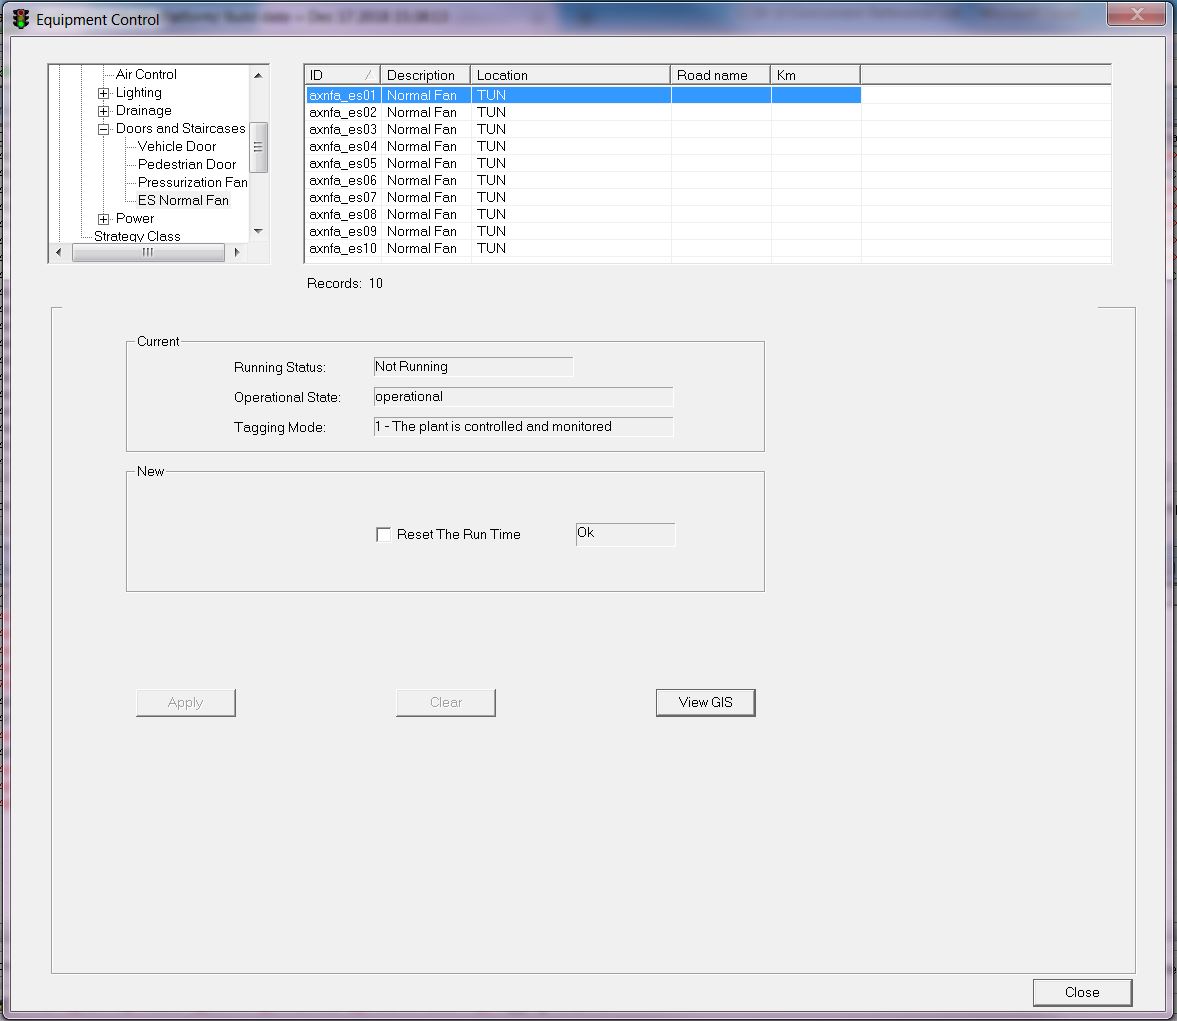 Equipment Control
Air Control
Lighting
Drainage
Doors and Staircases
Vehicle Door
Pedestrian Door
Pressurization Fan
ES Normal Fan
Power
Strategy Class
ID Description Location Road name Km
axnfa_es01 Normal Fan TUN
axnfa_es02 Normal Fan TUN
axnfa_es03 Normal Fan TUN
axnfa_es04 Normal Fan TUN
axnfa_es05 Normal Fan TUN
axnfa_es06 Normal Fan TUN
axnfa_es07 Normal Fan TUN
axnfa_es08 Normal Fan TUN
axnfa_es09 Normal Fan TUN
axnfa_es10 Normal Fan TUN
Records: 10
Current
Running Status: Not Running
Operational State: operational
Tagging Mode: 1 - The plant is controlled and monitored
New
Reset The Run Time Ok
Apply Clear View GIS
Close